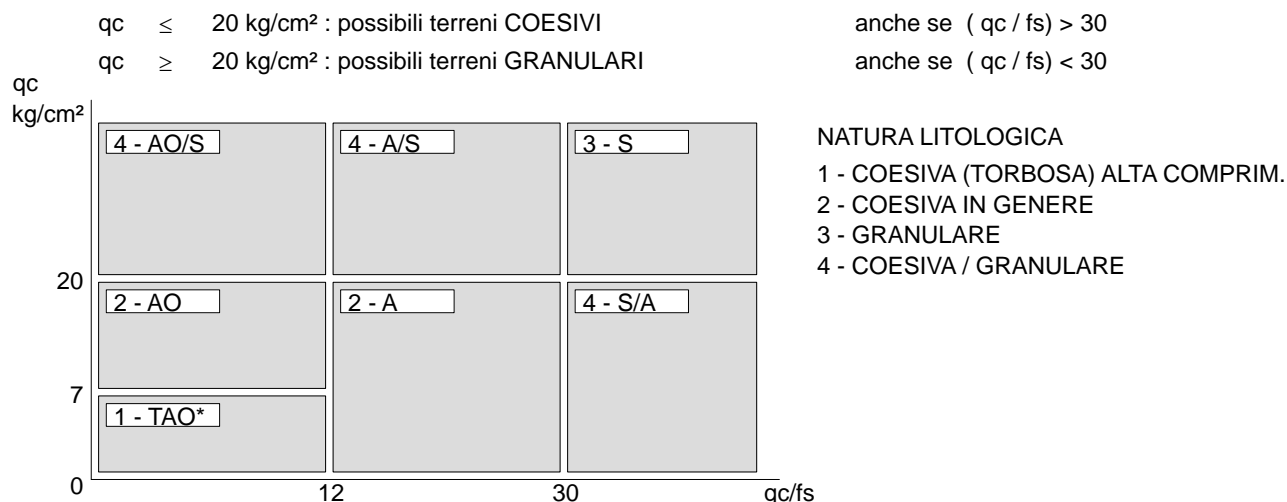 qc ≤ 20 kg/cm² : possibili terreni COESIVI anche se ( qc / fs) > 30
qc ≥ 20 kg/cm² : possibili terreni GRANULARI anche se ( qc / fs) < 30
qc
kg/cm²
4 - AO/S 4 - A/S 3 - S
NATURA LITOLOGICA
1 - COESIVA (TORBOSA) ALTA COMPRIM.
2 - COESIVA IN GENERE
3 - GRANULARE
4 - COESIVA / GRANULARE
20
2 - AO 2 - A 4 - S/A
7
1 - TAO*
0
12 30 qc/fs